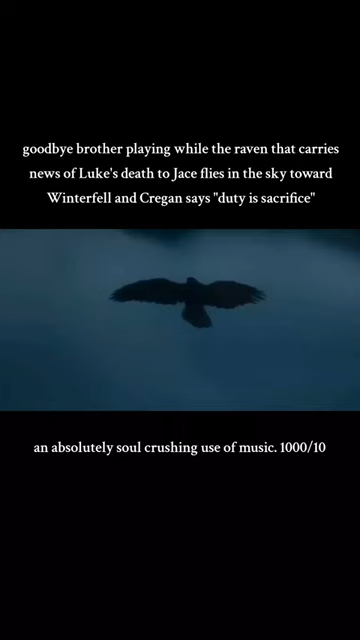 goodbye brother playing while the raven that carries
news of Luke's death to Jace flies in the sky toward
Winterfell and Cregan says "duty is sacrifice"
an absolutely soul crushing use of music. 1000/10